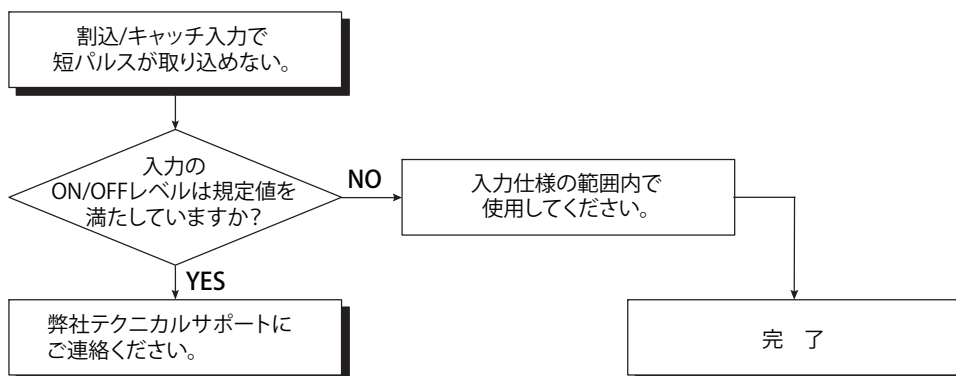 割込/キャッチ入力で
短パルスが取り込めない。
入力の
ON/OFFレベルは規定値を
満たしていますか?
NO
入力仕様の範囲内で
使用してください。
YES
弊社テクニカルサポートに
ご連絡ください。
完　了